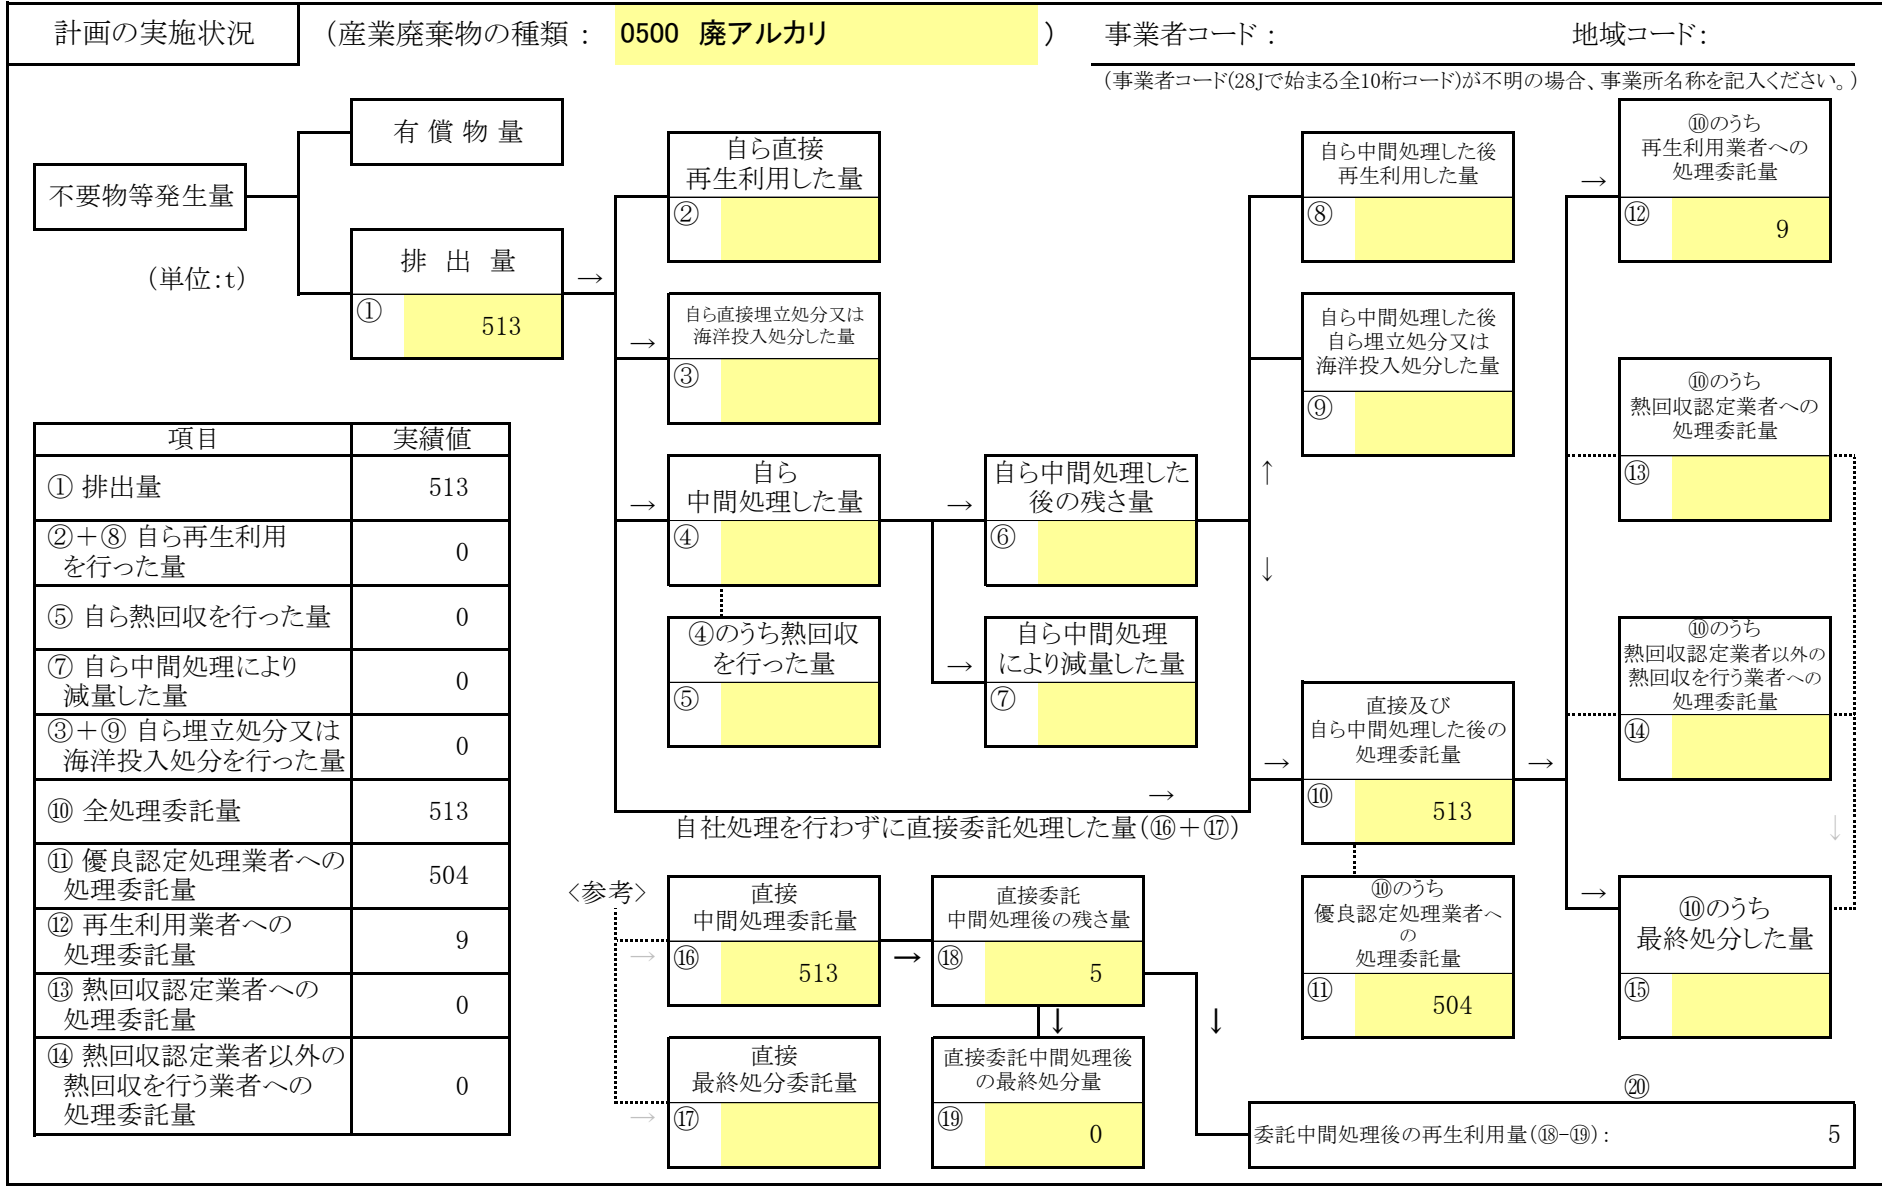 計画の実施状況
（産業廃棄物の種類： 0500 廃アルカリ ）
事業者コード： 地域コード：
（事業者コード(28Jで始まる全10桁コード)が不明の場合、事業所名称を記入ください。）
不要物等発生量
（単位:t）
有 償 物 量
排 出 量
→
① 513
自ら直接
再生利用した量
②
自ら直接埋立処分又は
海洋投入処分した量
→
③
自ら
中間処理した量
→
④
④のうち熱回収
を行った量
⑤
自ら中間処理した
後の残さ量
→
⑥
自ら中間処理
により減量した量
→
⑦
↑
↓
自ら中間処理した後
再生利用した量
⑧
自ら中間処理した後
自ら埋立処分又は
海洋投入処分した量
⑨
直接及び
自ら中間処理した後の
処理委託量
→
⑩ 513
→
⑩のうち
優良認定処理業者へ
の
処理委託量
⑪ 504
→
⑩のうち
再生利用業者への
処理委託量
⑫ 9
⑩のうち
熱回収認定業者への
処理委託量
⑬
⑩のうち
熱回収認定業者以外の
熱回収を行う業者への
処理委託量
⑭
↓
→
⑩のうち
最終処分した量
⑮
→
自社処理を行わずに直接委託処理した量（⑯＋⑰）
項目 実績値
① 排出量 513
②＋⑧ 自ら再生利用
を行った量 0
⑤ 自ら熱回収を行った量 0
⑦ 自ら中間処理により
減量した量 0
③＋⑨ 自ら埋立処分又は
海洋投入処分を行った量 0
⑩ 全処理委託量 513
⑪ 優良認定処理業者への
処理委託量 504
⑫ 再生利用業者への
処理委託量 9
⑬ 熱回収認定業者への
処理委託量 0
⑭ 熱回収認定業者以外の
熱回収を行う業者への
処理委託量 0
〈参考〉
直接
中間処理委託量
→
⑯ 513
→
直接委託
中間処理後の残さ量
⑱ 5
↓
↓
直接
最終処分委託量
→
⑰
直接委託中間処理後
の最終処分量
⑲ 0
⑳
委託中間処理後の再生利用量(⑱-⑲)： 5